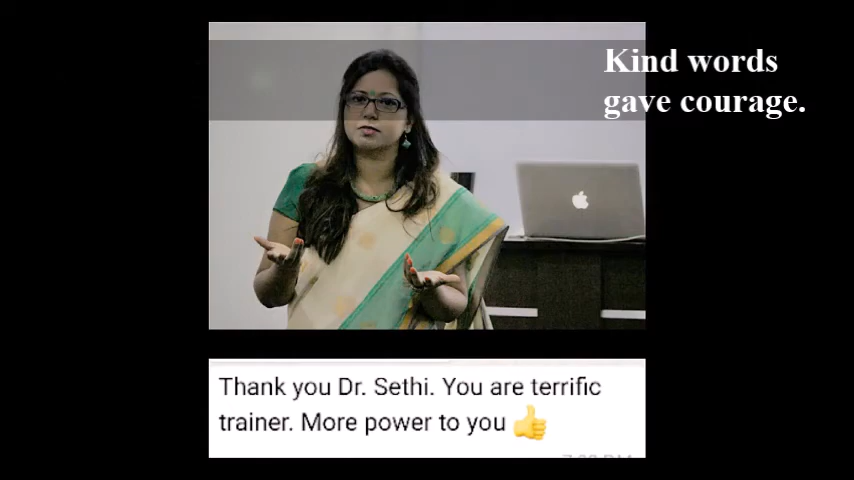 Kind words
gave courage.
Thank you Dr. Sethi. You are terrific
trainer. More power to you 👍